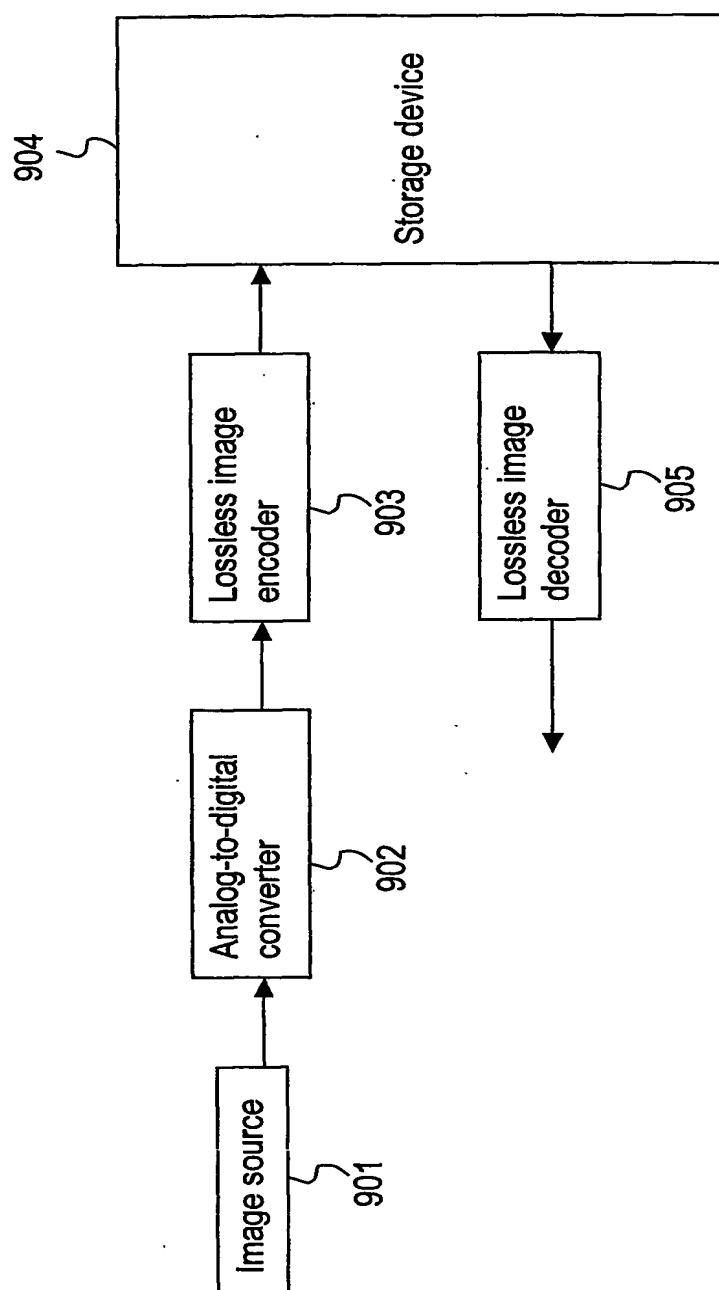 Image source
901
Analog-to-digital
converter
902
Lossless image
encoder
903
Storage device
904
Lossless image
decoder
905